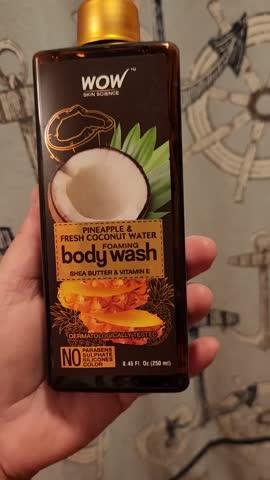 WOW™
SKIN SCIENCE
PINEAPPLE &
FRESH COCONUT WATER
FOAMING
body wash
SHEA BUTTER & VITAMIN E
DERMATOLOGICALLY TESTED
NO PARABENS
SULPHATE
SILICONES
COLOR
8.45 Fl. Oz (250 ml)